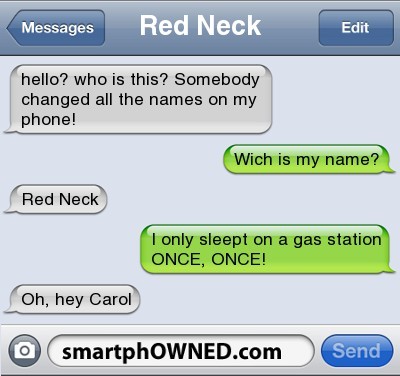 Messages
Red Neck
Edit
hello? who is this? Somebody
changed all the names on my
phone!
Wich is my name?
Red Neck
I only sleept on a gas station
ONCE, ONCE!
Oh, hey Carol
smartphOWNED.com
Send